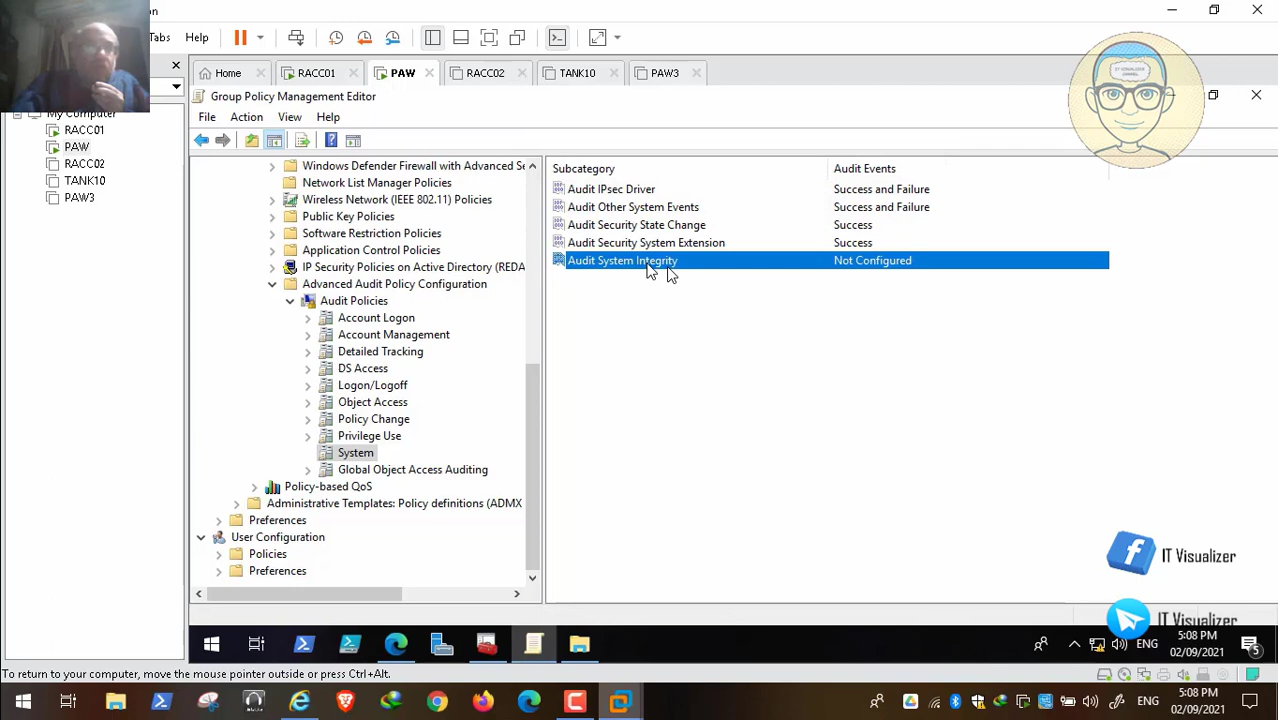 on
Tabs Help
Home RACC01 PAW RACC02 TANK10 PAW3
IT VISUALIZER
CHANNEL
Group Policy Management Editor
My Computer
RACC01
PAW
RACC02
TANK10
PAW3
File Action View Help
Windows Defender Firewall with Advanced Se
Network List Manager Policies
Wireless Network (IEEE 802.11) Policies
Public Key Policies
Software Restriction Policies
Application Control Policies
IP Security Policies on Active Directory (REDA
Advanced Audit Policy Configuration
Audit Policies
Account Logon
Account Management
Detailed Tracking
DS Access
Logon/Logoff
Object Access
Policy Change
Privilege Use
System
Global Object Access Auditing
Policy-based QoS
Administrative Templates: Policy definitions (ADMX
Preferences
User Configuration
Policies
Preferences
Subcategory Audit Events
Audit IPsec Driver Success and Failure
Audit Other System Events Success and Failure
Audit Security State Change Success
Audit Security System Extension Success
Audit System Integrity Not Configured
IT Visualizer
IT Visualizer
ENG 5:08 PM
02/09/2021 5
To return to your computer, move the mouse pointer outside or press Ctrl+Alt.
ENG 5:08 PM
02/09/2021